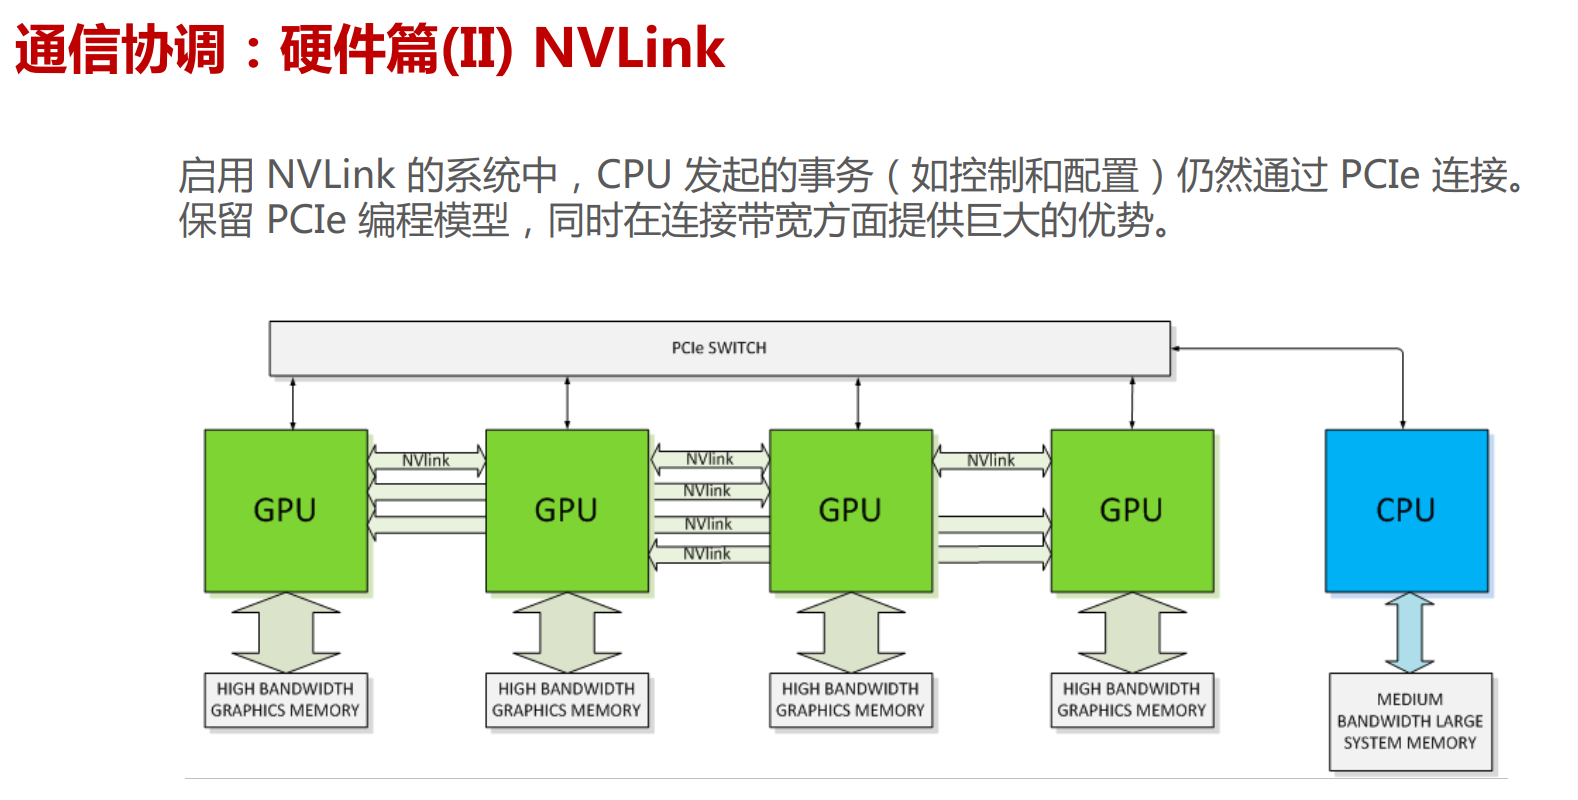 通信协调：硬件篇(II) NVLink
启用 NVLink 的系统中，CPU 发起的事务（如控制和配置）仍然通过 PCIe 连接。
保留 PCIe 编程模型，同时在连接带宽方面提供巨大的优势。
PCIe SWITCH
GPU
NVlink
GPU
NVlink
NVlink
NVlink
NVlink
GPU
NVlink
GPU
CPU
HIGH BANDWIDTH
GRAPHICS MEMORY
HIGH BANDWIDTH
GRAPHICS MEMORY
HIGH BANDWIDTH
GRAPHICS MEMORY
HIGH BANDWIDTH
GRAPHICS MEMORY
MEDIUM
BANDWIDTH LARGE
SYSTEM MEMORY